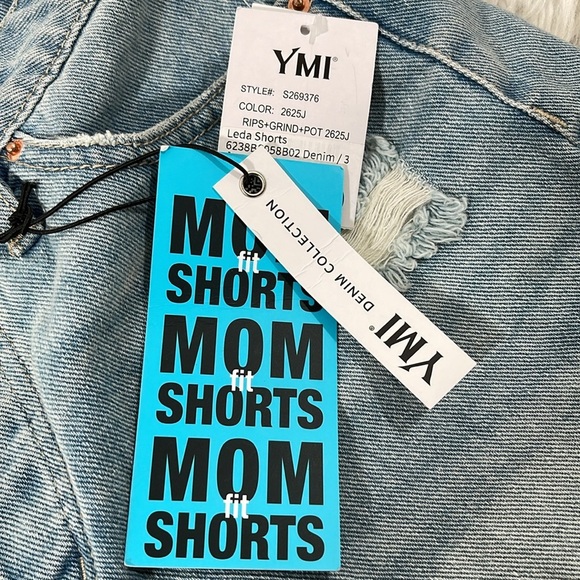 YMI®
STYLE#: S269376
COLOR: 2625J
RIPS+GRIND+POT 2625J
Leda Shorts
Denim / 3
YMI® DENIM COLLECTION
MOM
fit
SHORTS
MOM
fit
SHORTS
MOM
fit
SHORTS